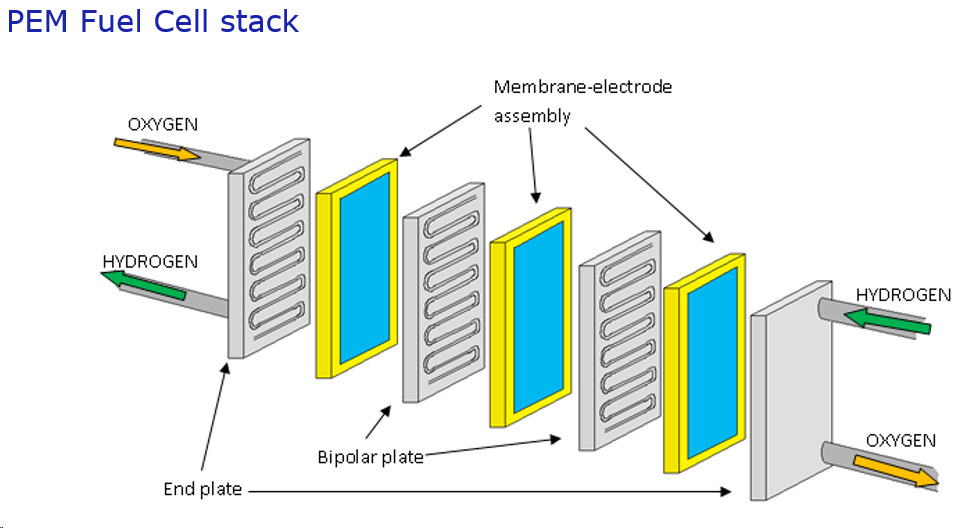 PEM Fuel Cell stack
Membrane-electrode
assembly
OXYGEN
HYDROGEN
HYDROGEN
OXYGEN
Bipolar plate
End plate